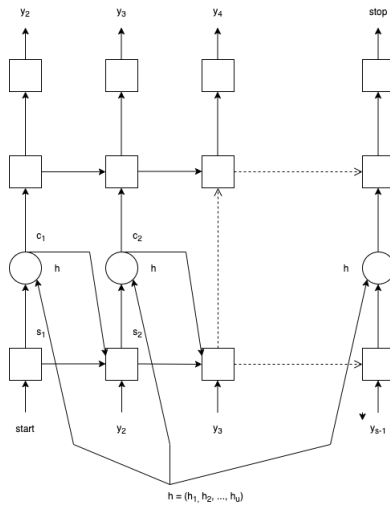 y2 y3 y4 stop
c1 c2
h h h
s1 s2
start y2 y3 ys-1
h = (h1, h2, ..., hu)